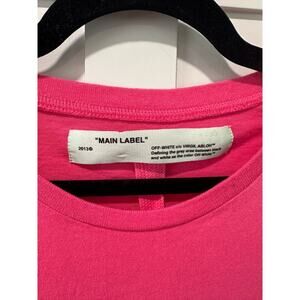 "MAIN LABEL"
2013©
OFF-WHITE c/o VIRGIL ABLOH™
Defining the grey area between black
and white as the color Off-White™